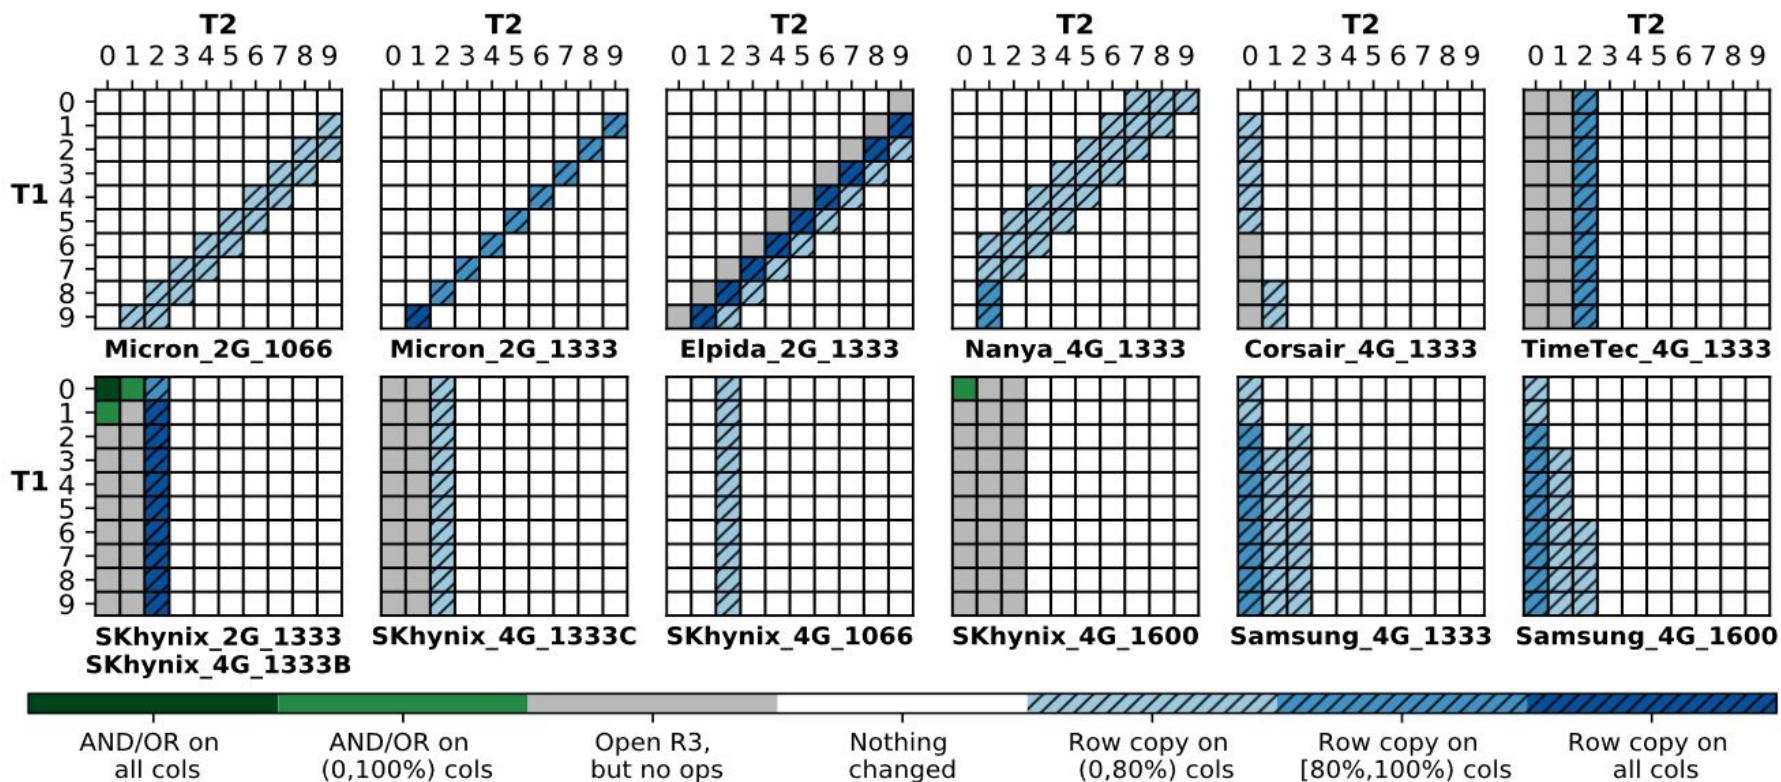 T2 T2 T2 T2 T2 T2
0 1 2 3 4 5 6 7 8 9 0 1 2 3 4 5 6 7 8 9 0 1 2 3 4 5 6 7 8 9 0 1 2 3 4 5 6 7 8 9 0 1 2 3 4 5 6 7 8 9 0 1 2 3 4 5 6 7 8 9
T1
0
1
2
3
4
5
6
7
8
9
Micron_2G_1066 Micron_2G_1333 Elpida_2G_1333 Nanya_4G_1333 Corsair_4G_1333 TimeTec_4G_1333
T1
0
1
2
3
4
5
6
7
8
9
SKhynix_2G_1333 SKhynix_4G_1333C SKhynix_4G_1066 SKhynix_4G_1600 Samsung_4G_1333 Samsung_4G_1600
SKhynix_4G_1333B
AND/OR on AND/OR on Open R3, Nothing Row copy on Row copy on Row copy on
all cols (0,100%) cols but no ops changed (0,80%) cols [80%,100%) cols all cols